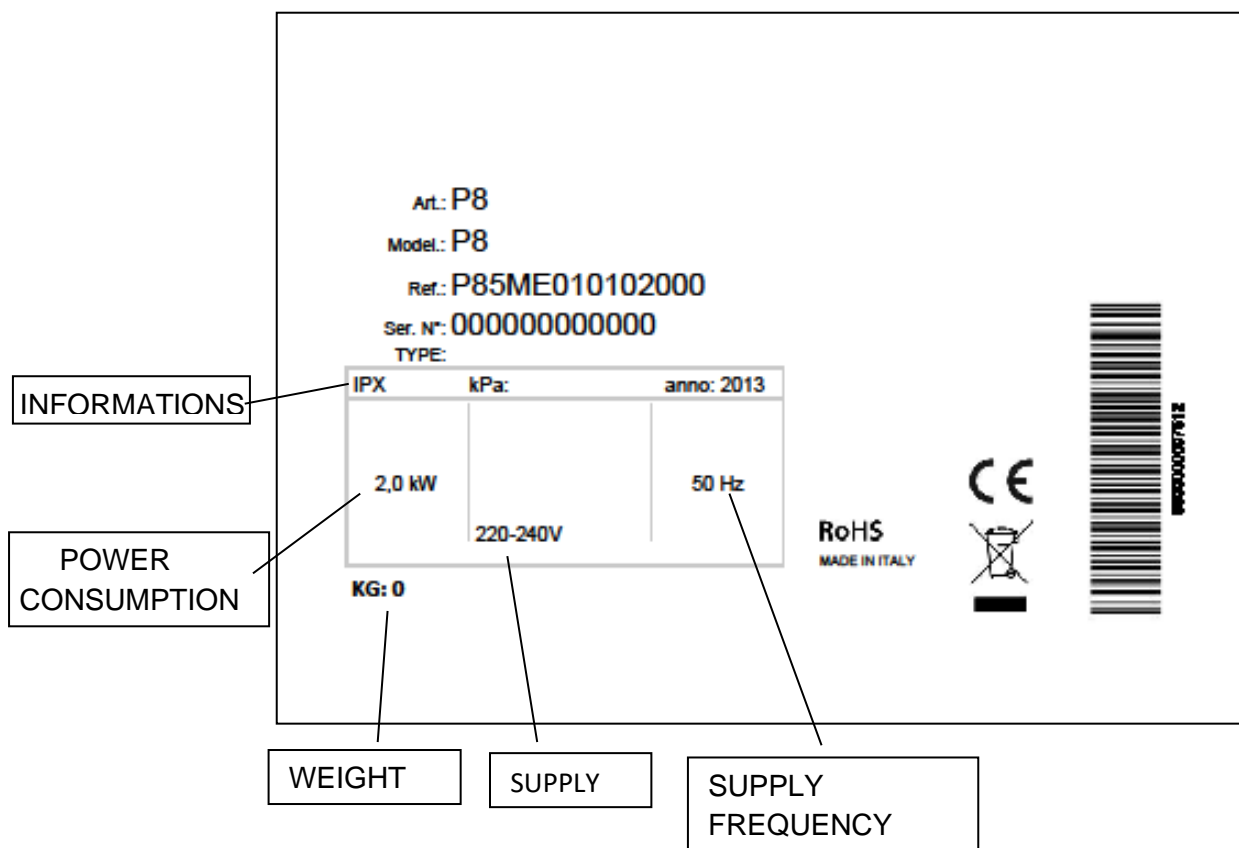 Art.: P8
Model.: P8
Ref.: P85ME010102000
Ser. N°: 000000000000
TYPE:
IPX kPa: anno: 2013
INFORMATIONS
2,0 kW 50 Hz
220-240V
POWER
CONSUMPTION
KG: 0
CE
RoHS
MADE IN ITALY
WEIGHT
SUPPLY
SUPPLY
FREQUENCY